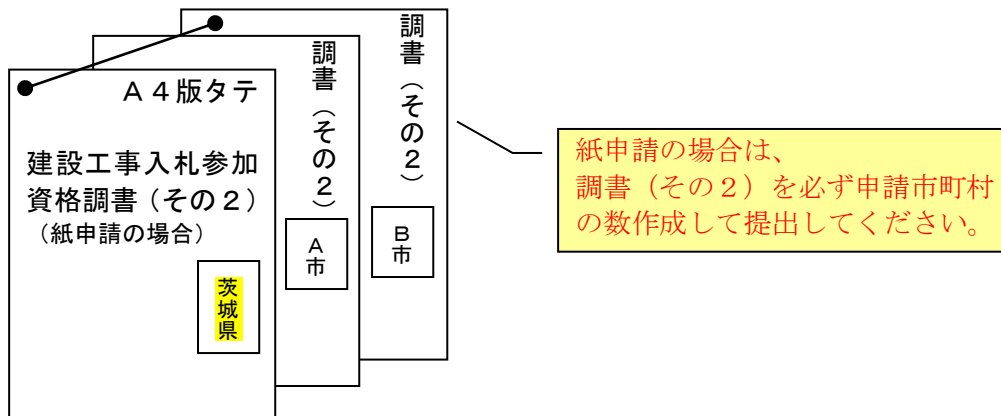 Ａ４版タテ
建設工事入札参加
資格調書（その２）
（紙申請の場合）
茨城県
調書（その２）
Ａ市
調書（その２）
Ｂ市
紙申請の場合は、
調書（その２）を必ず申請市町村
の数作成して提出してください。